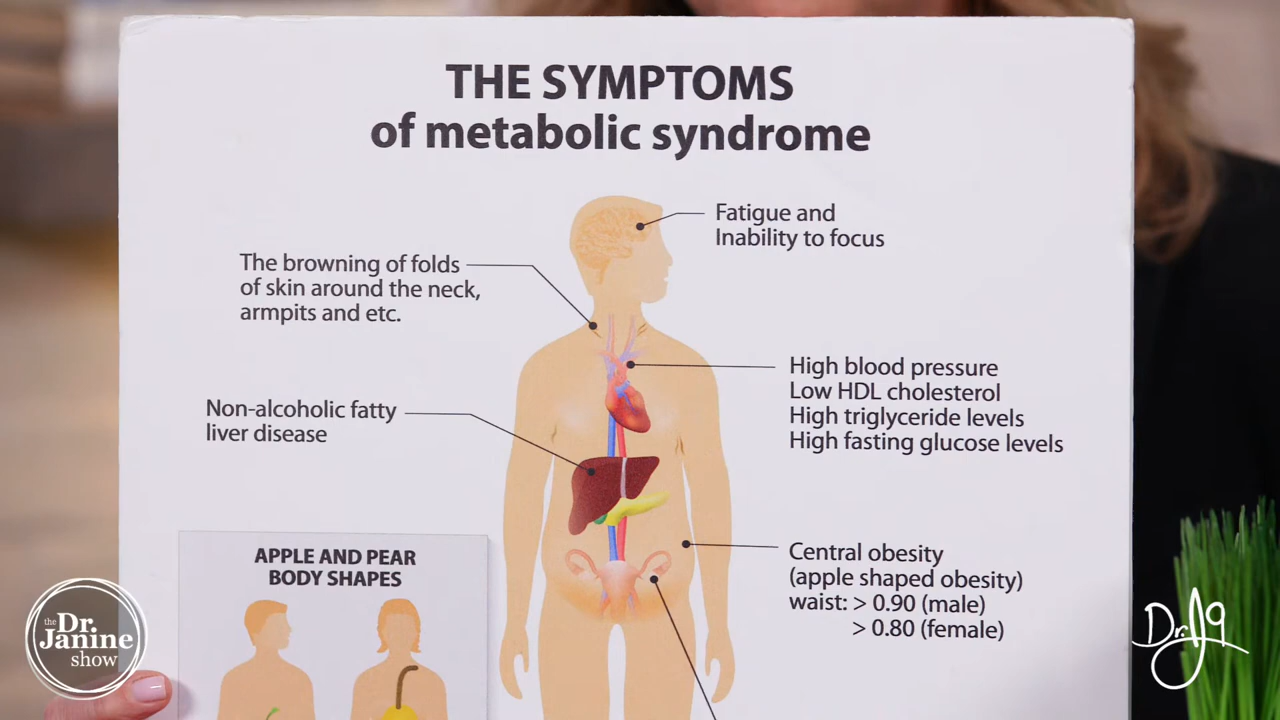 THE SYMPTOMS
of metabolic syndrome
Fatigue and
Inability to focus
The browning of folds
of skin around the neck,
armpits and etc.
High blood pressure
Low HDL cholesterol
High triglyceride levels
High fasting glucose levels
Non-alcoholic fatty
liver disease
Central obesity
(apple shaped obesity)
waist: > 0.90 (male)
> 0.80 (female)
APPLE AND PEAR
BODY SHAPES
the
Dr.
Janine
show
Dr.